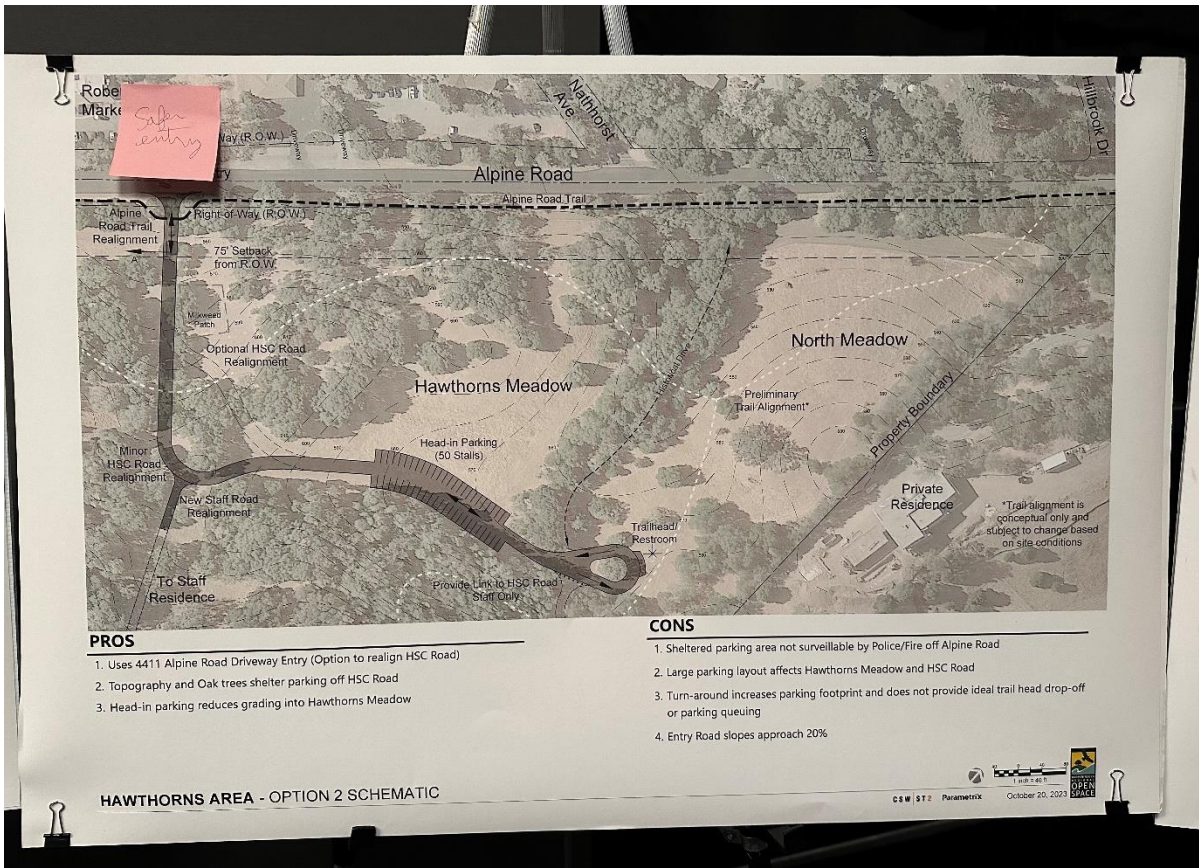 Robe
Marke
Safer
entry
Way (R.O.W.)
Nathhorst
Ave
Hillbrook Dr
Alpine Road
Alpine Road Trail
Alpine
Road Trail
Realignment
Right-of-Way (R.O.W.)
75' Setback
from R.O.W.
Milkweed
Patch
Optional HSC Road
Realignment
Hawthorns Meadow
North Meadow
Historical Drive
Preliminary
Trail Alignment*
Property Boundary
Head-in Parking
(50 Stalls)
Minor
HSC Road
Realignment
New Staff Road
Realignment
Private
Residence
*Trail alignment is
conceptual only and
subject to change based
on site conditions
Trailhead/
Restroom
To Staff
Residence
Provide Link to HSC Road
Staff Only
PROS
1. Uses 4411 Alpine Road Driveway Entry (Option to realign HSC Road)
2. Topography and Oak trees shelter parking off HSC Road
3. Head-in parking reduces grading into Hawthorns Meadow
CONS
1. Sheltered parking area not surveillable by Police/Fire off Alpine Road
2. Large parking layout affects Hawthorns Meadow and HSC Road
3. Turn-around increases parking footprint and does not provide ideal trail head drop-off
or parking queuing
4. Entry Road slopes approach 20%
HAWTHORNS AREA - OPTION 2 SCHEMATIC
CSW ST2
Parametrix
1 inch = 40 ft
October 20, 2023
OPEN
SPACE